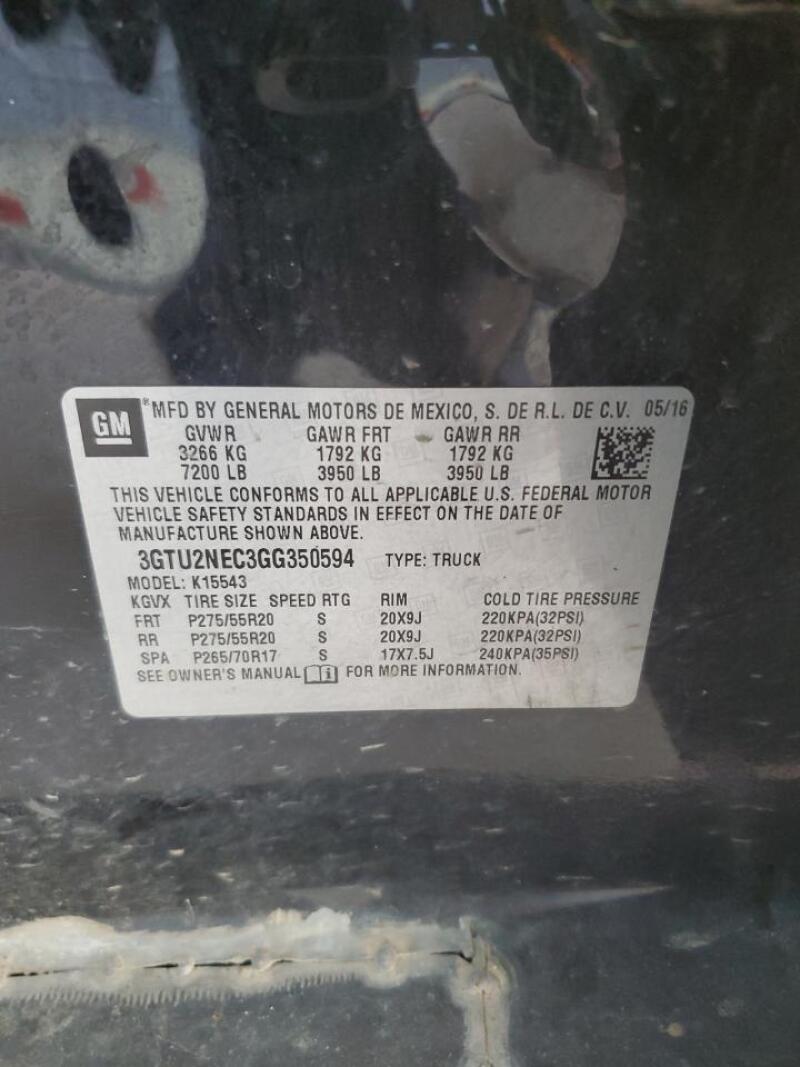 GM ® MFD BY GENERAL MOTORS DE MEXICO, S. DE R.L. DE C.V. 05/16
GVWR GAWR FRT GAWR RR
3266 KG 1792 KG 1792 KG
7200 LB 3950 LB 3950 LB
THIS VEHICLE CONFORMS TO ALL APPLICABLE U.S. FEDERAL MOTOR
VEHICLE SAFETY STANDARDS IN EFFECT ON THE DATE OF
MANUFACTURE SHOWN ABOVE.
3GTU2NEC3GG350594 TYPE: TRUCK
MODEL: K15543
KGVX TIRE SIZE SPEED RTG RIM COLD TIRE PRESSURE
FRT P275/55R20 S 20X9J 220KPA(32PSI)
RR P275/55R20 S 20X9J 220KPA(32PSI)
SPA P265/70R17 S 17X7.5J 240KPA(35PSI)
SEE OWNER'S MANUAL i FOR MORE INFORMATION.